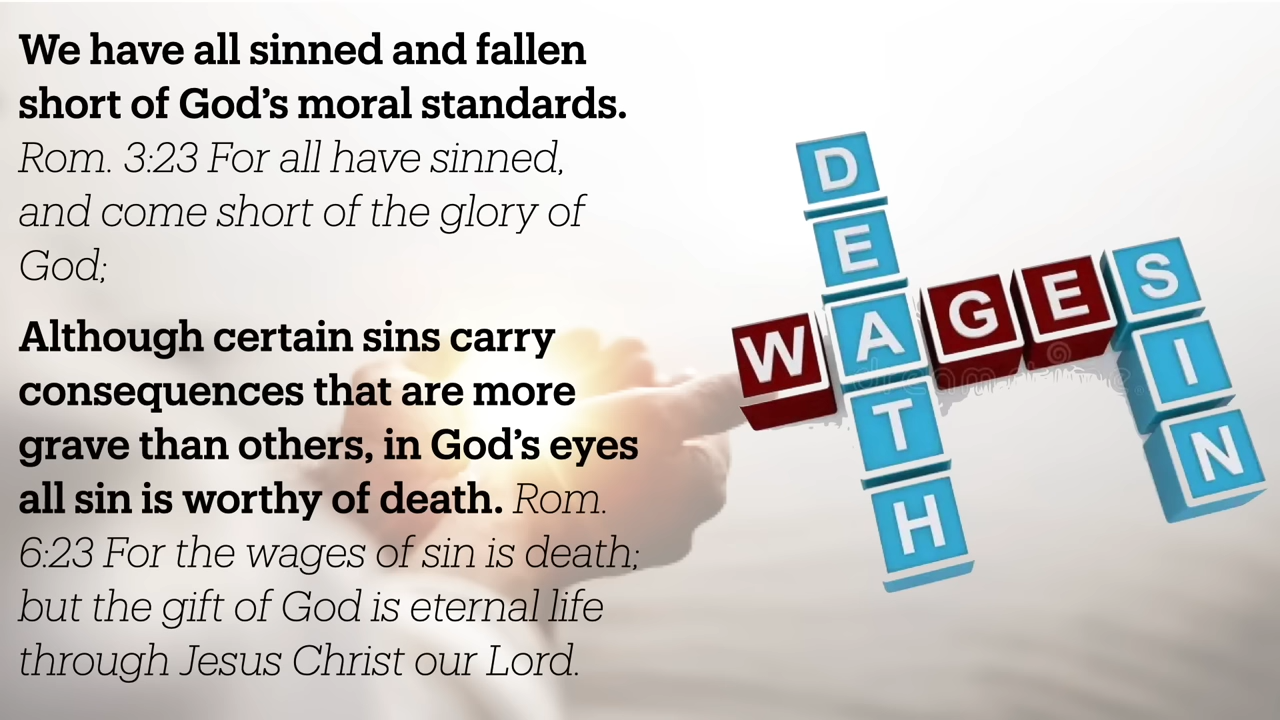 We have all sinned and fallen
short of God’s moral standards.
Rom. 3:23 For all have sinned,
and come short of the glory of
God;
Although certain sins carry
consequences that are more
grave than others, in God’s eyes
all sin is worthy of death. Rom.
6:23 For the wages of sin is death;
but the gift of God is eternal life
through Jesus Christ our Lord.
DEATH
WAGES
SIN
dreamstime